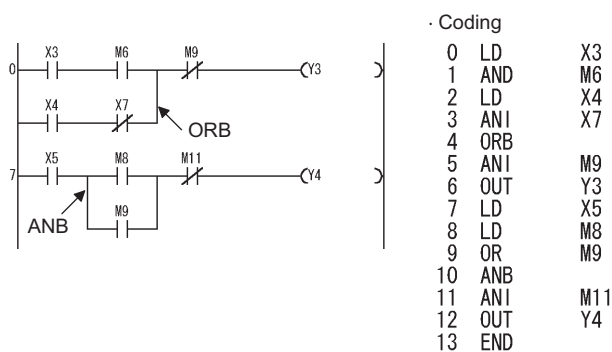 · Coding
X3 M6 M9
0 Y3
X4 X7
ORB
X5 M8 M11
7 Y4
M9
ANB
0 LD X3
1 AND M6
2 LD X4
3 ANI X7
4 ORB
5 ANI M9
6 OUT Y3
7 LD X5
8 LD M8
9 OR M9
10 ANB
11 ANI M11
12 OUT Y4
13 END